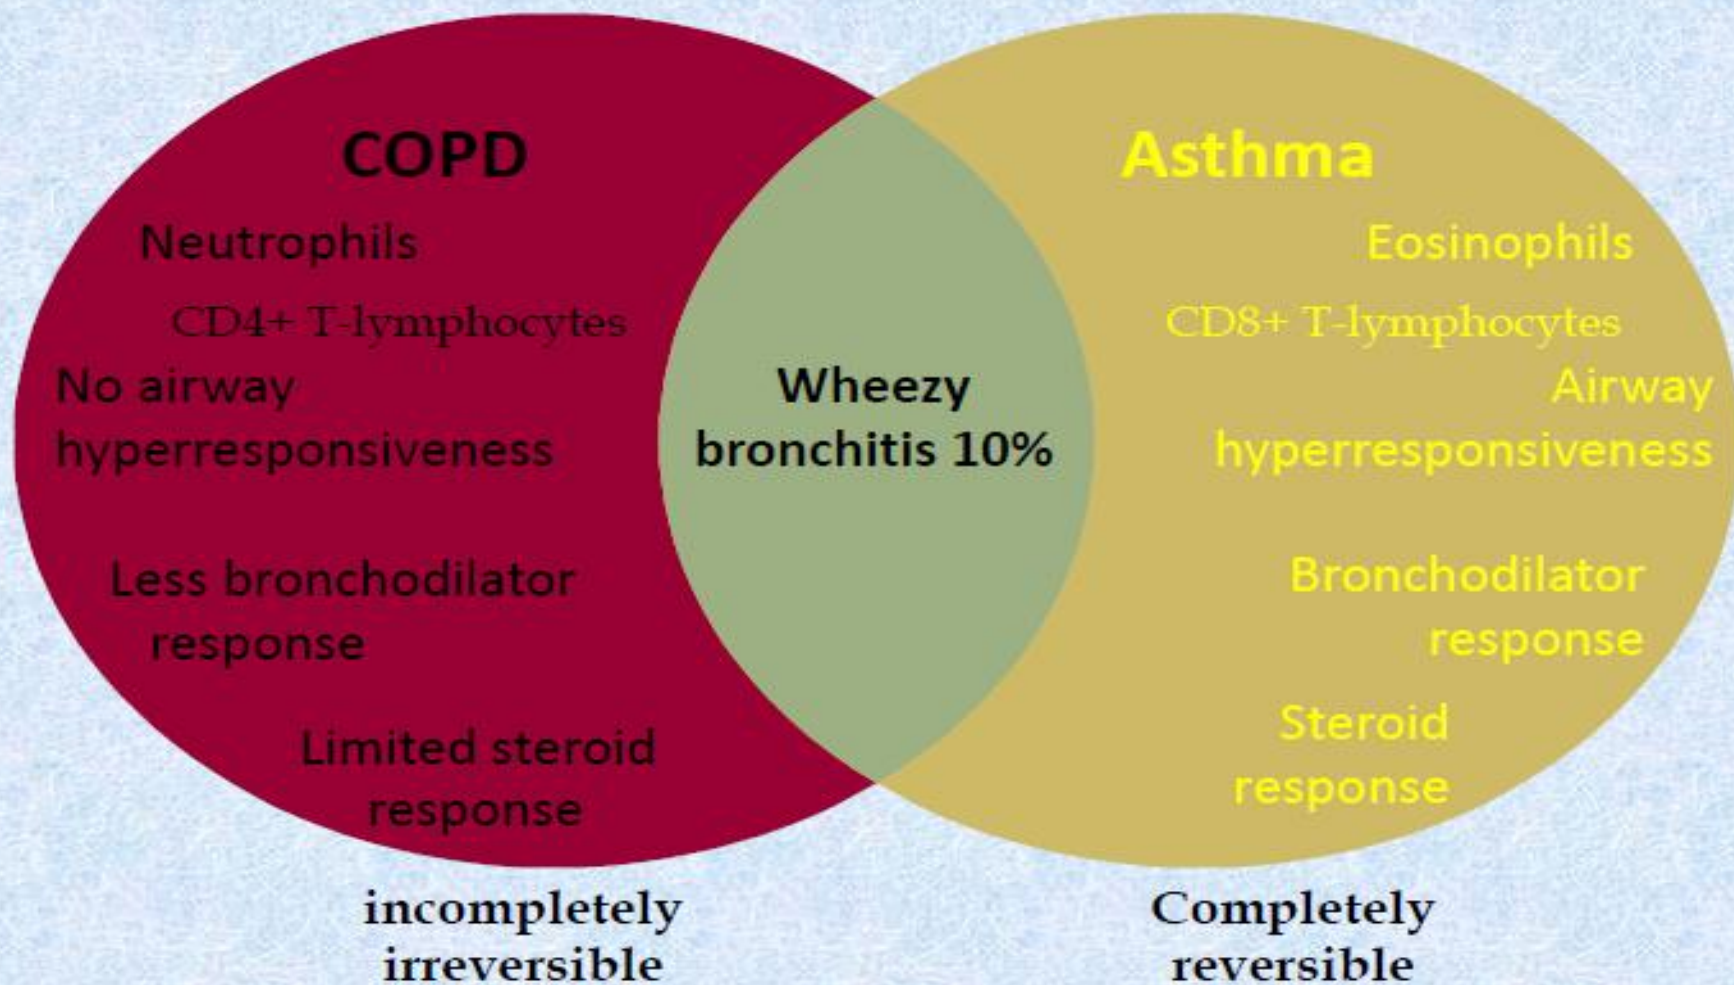 COPD
Neutrophils
CD4+ T-lymphocytes
No airway
hyperresponsiveness
Less bronchodilator
response
Limited steroid
response
incompletely
irreversible
Wheezy
bronchitis 10%
Asthma
Eosinophils
CD8+ T-lymphocytes
Airway
hyperresponsiveness
Bronchodilator
response
Steroid
response
Completely
reversible